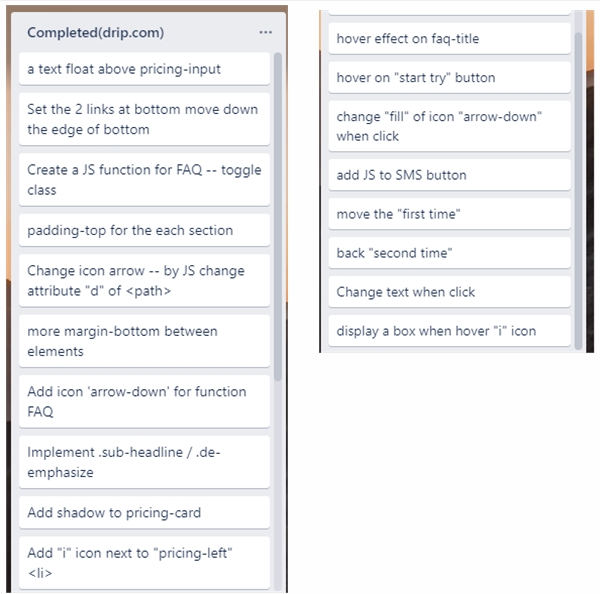 Completed(drip.com)
a text float above pricing-input
Set the 2 links at bottom move down
the edge of bottom
Create a JS function for FAQ -- toggle
class
padding-top for the each section
Change icon arrow -- by JS change
attribute "d" of <path>
more margin-bottom between
elements
Add icon 'arrow-down' for function
FAQ
Implement .sub-headline / .de-
emphasize
Add shadow to pricing-card
Add "i" icon next to "pricing-left"
<li>
hover effect on faq-title
hover on "start try" button
change "fill" of icon "arrow-down"
when click
add JS to SMS button
move the "first time"
back "second time"
Change text when click
display a box when hover "i" icon